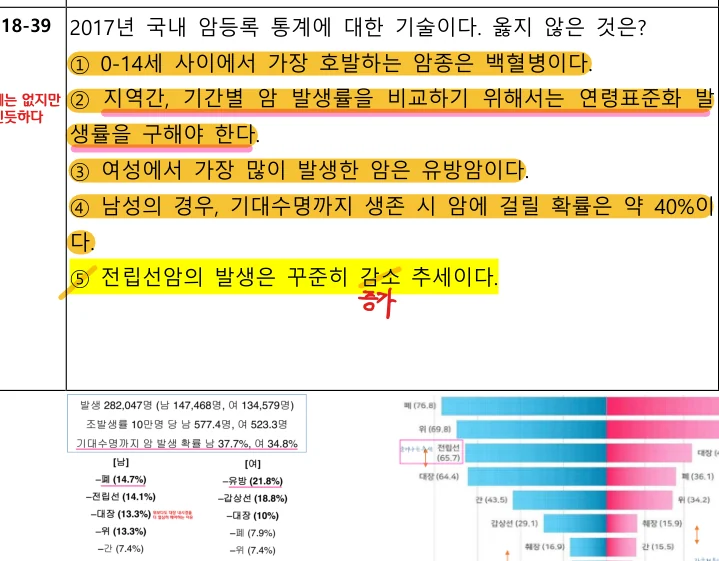 18-39
2017년 국내 암등록 통계에 대한 기술이다. 옳지 않은 것은?
① 0-14세 사이에서 가장 호발하는 암종은 백혈병이다.
에는 없지만
② 지역간, 기간별 암 발생률을 비교하기 위해서는 연령표준화 발
인듯하다
생률을 구해야 한다.
③ 여성에서 가장 많이 발생한 암은 유방암이다.
④ 남성의 경우, 기대수명까지 생존 시 암에 걸릴 확률은 약 40%이
다.
⑤ 전립선암의 발생은 꾸준히 감소 추세이다.
증가
발생 282,047명 (남 147,468명, 여 134,579명)
조발생률 10만명 당 남 577.4명, 여 523.3명
기대수명까지 암 발생 확률 남 37.7%, 여 34.8%
[남]
–폐 (14.7%)
–전립선 (14.1%)
–대장 (13.3%)
–위 (13.3%)
–간 (7.4%)
[여]
–유방 (21.8%)
–갑상선 (18.8%)
–대장 (10%)
–폐 (7.9%)
–위 (7.4%)
폐 (76.8)
위 (69.8)
전립선
(65.7)
대장 (64.4)
간 (43.5)
갑상선 (29.1)
췌장 (16.9)
대장 (4
폐 (36.1)
위 (34.2)
췌장 (15.9)
간 (15.5)